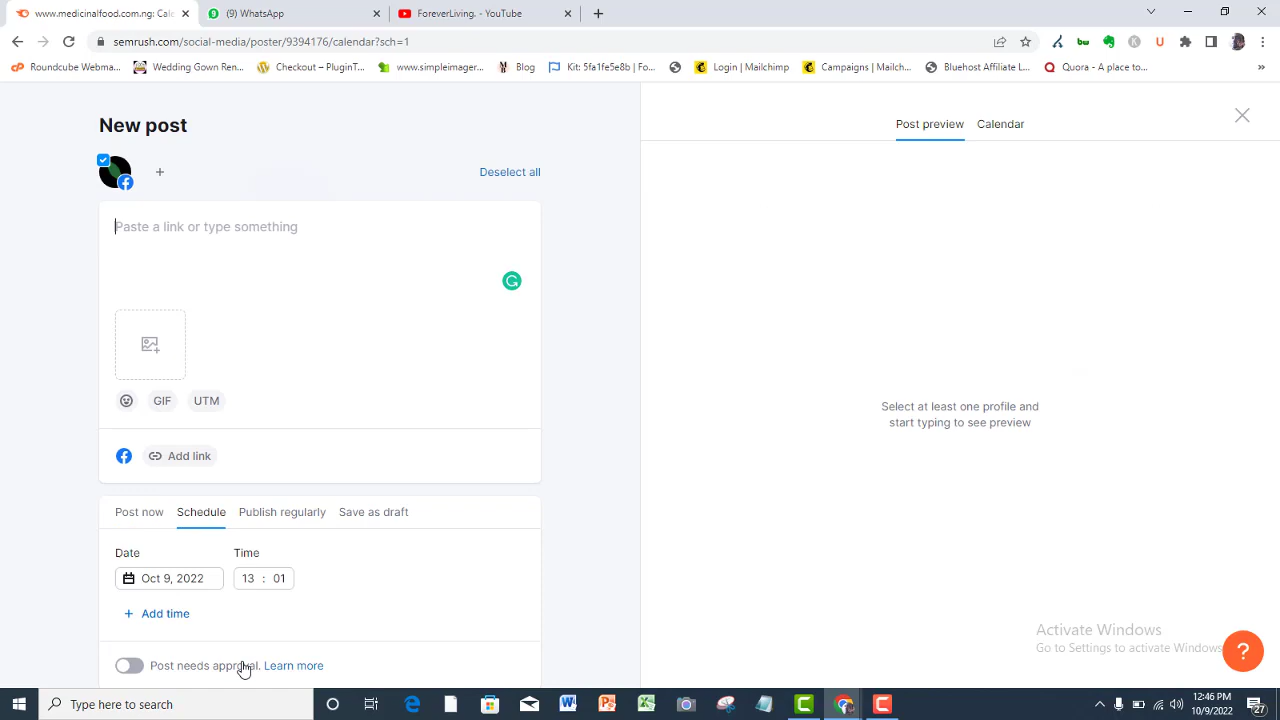 www.medicinalfood.com.ng: Calc
(9) WhatsApp
ForeverLiving. - YouTube
semrush.com/social-media/poster/9394176/calendar?sch=1
Roundcube Webma...
Wedding Gown Ren...
Checkout – PluginT...
www.simpleimager...
Blog
Kit: 5fa1fe5e8b | Fo...
Login | Mailchimp
Campaigns | Mailch...
Bluehost Affiliate L...
Quora - A place to...
»
New post
Deselect all
Post preview
Calendar
Paste a link or type something
GIF
UTM
Select at least one profile and
start typing to see preview
Add link
Post now
Schedule
Publish regularly
Save as draft
Date
Time
Oct 9, 2022
13 : 01
+ Add time
Post needs approval. Learn more
Activate Windows
Go to Settings to activate Windows
?
Type here to search
12:46 PM
10/9/2022
27